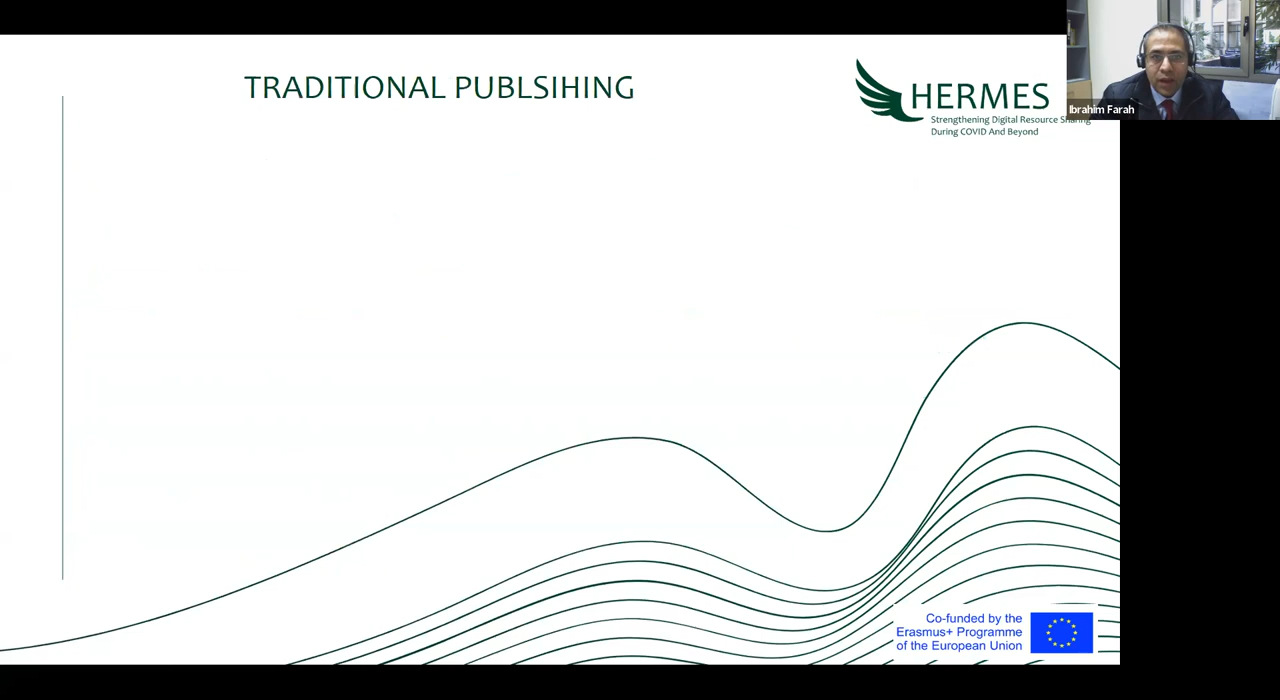 TRADITIONAL PUBLSIHING
HERMES
Strengthening Digital Resource Sharing
During COVID And Beyond
Ibrahim Farah
Co-funded by the
Erasmus+ Programme
of the European Union